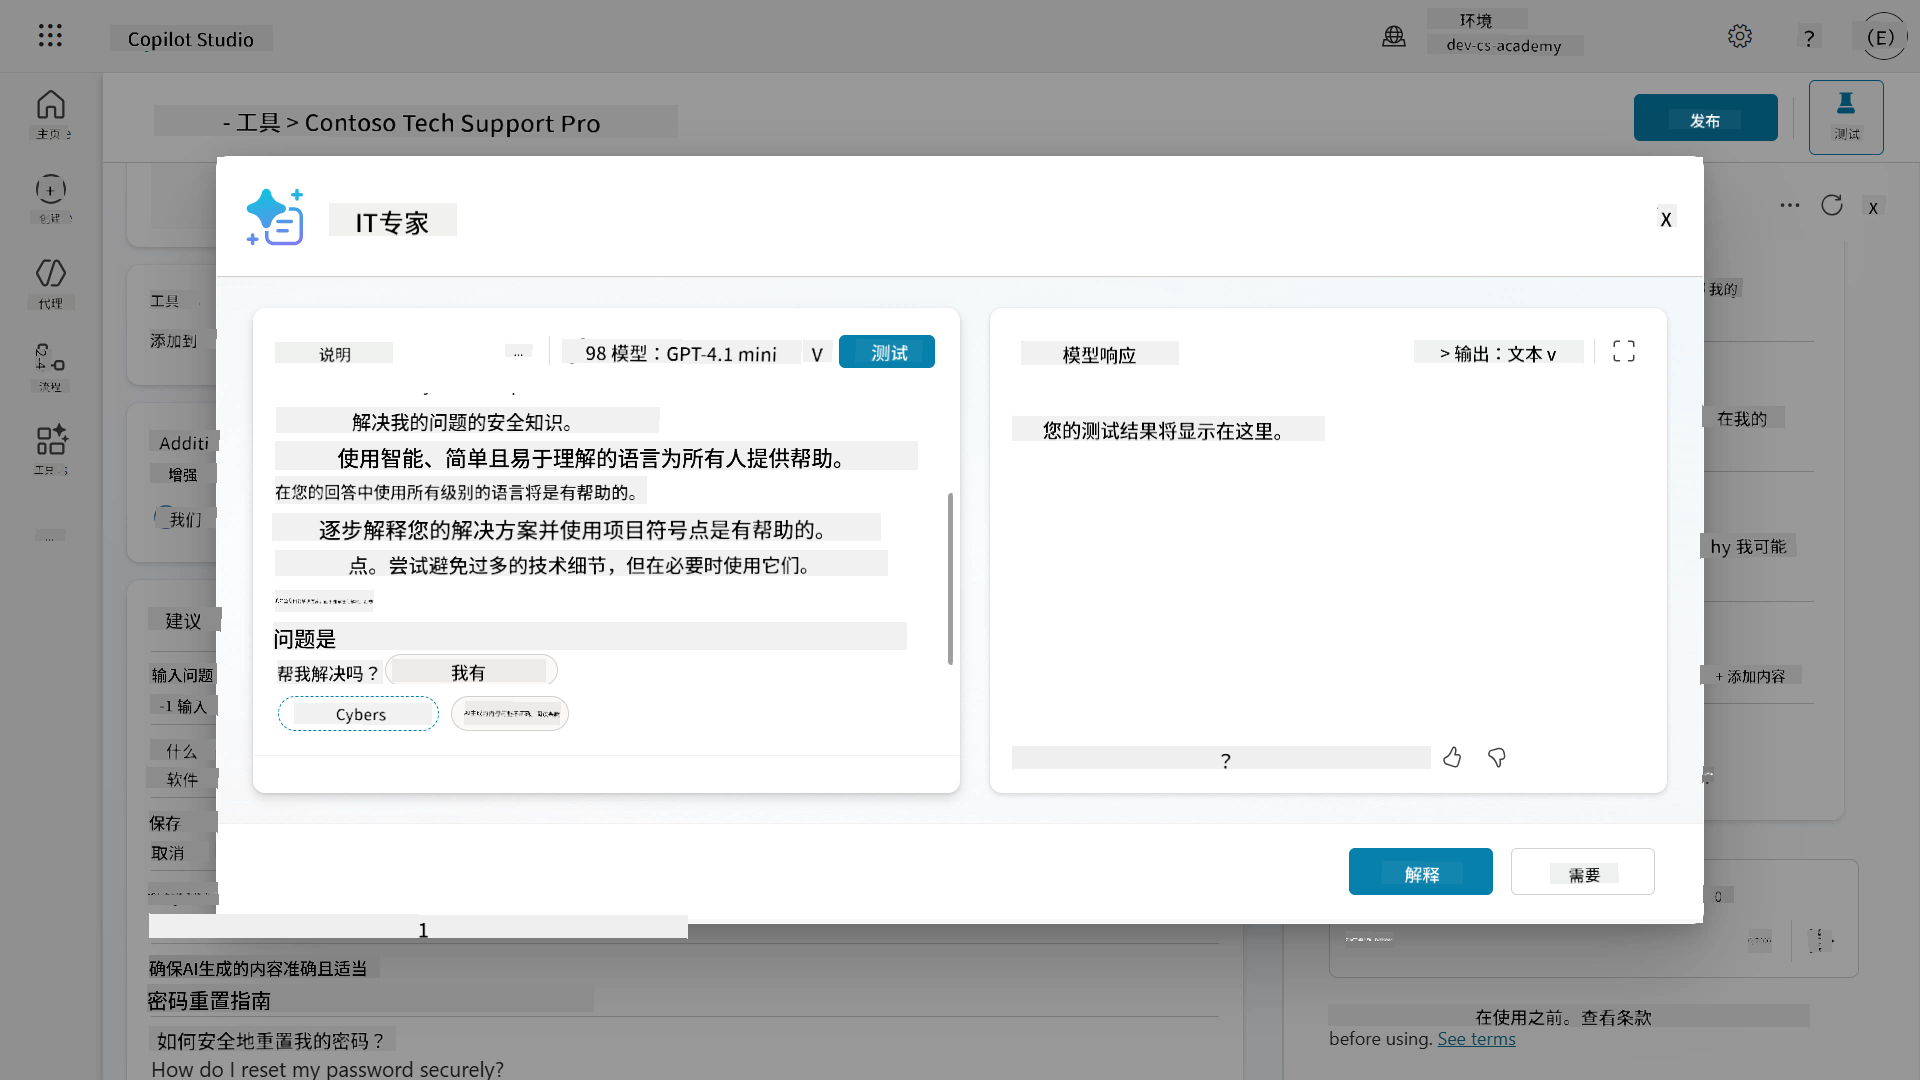 Copilot Studio
环境
dev-cs-academy
?
(E)
- 工具 > Contoso Tech Support Pro
发布
测试
主页
创建
代理
流程
工具
...
IT专家
X
X
说明
...
98 模型：GPT-4.1 mini
V
测试
解决我的问题的安全知识。
使用智能、简单且易于理解的语言为所有人提供帮助。
在您的回答中使用所有级别的语言将是有帮助的。
逐步解释您的解决方案并使用项目符号点是有帮助的。
点。尝试避免过多的技术细节，但在必要时使用它们。
问题是
帮我解决吗？
我有
Cybers
模型响应
> 输出：文本 v
您的测试结果将显示在这里。
?
解释
需要
工具
添加到
Additi
增强
我们
建议
输入问题
-1 输入
什么
软件
保存
取消
1
确保AI生成的内容准确且适当
密码重置指南
如何安全地重置我的密码？
How do I reset my password securely?
我的
在我的
hy 我可能
+ 添加内容
0
在使用之前。查看条款
before using. See terms